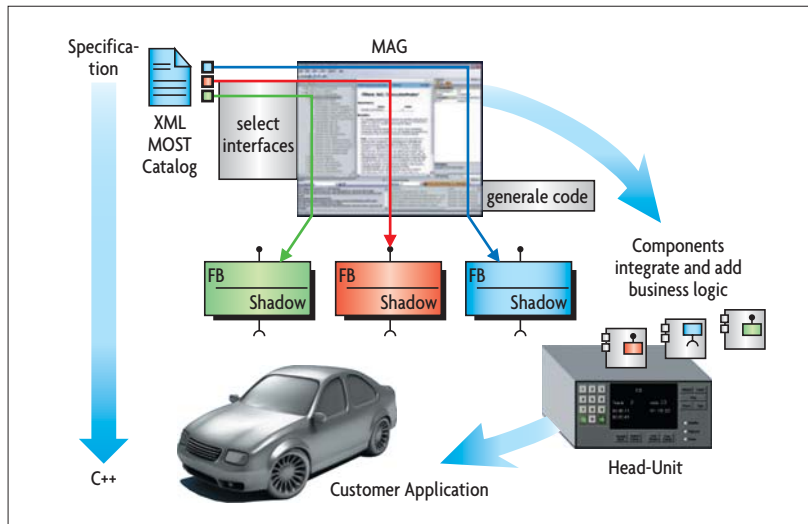 Specifica-
tion
MAG
XML
MOST
Catalog
select
interfaces
generale code
FB
Shadow
FB
Shadow
FB
Shadow
Components
integrate and add
business logic
Head-Unit
Customer Application
C++